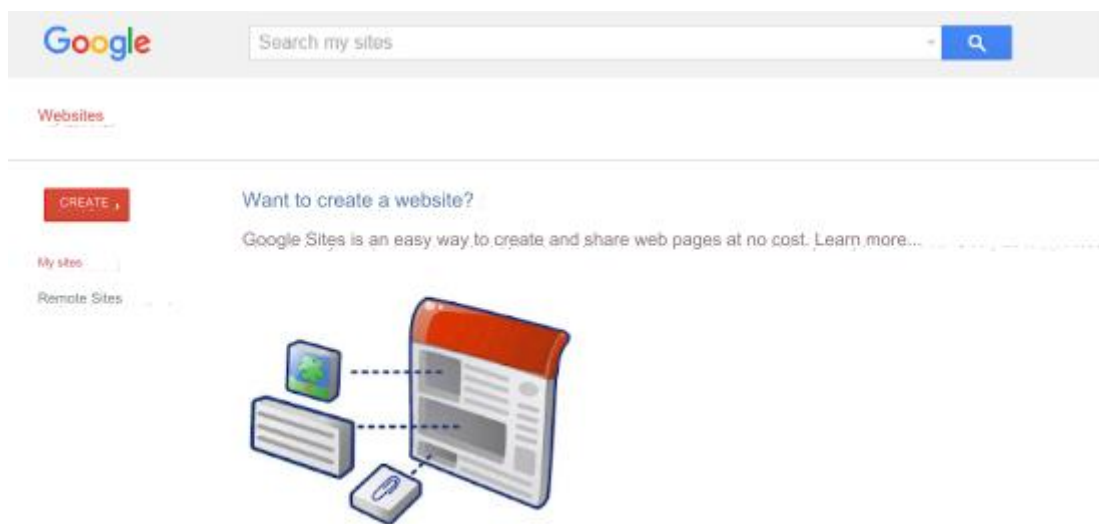 Google
Search my sites
Websites
CREATE
Want to create a website?
Google Sites is an easy way to create and share web pages at no cost. Learn more...
My sites
Remote Sites